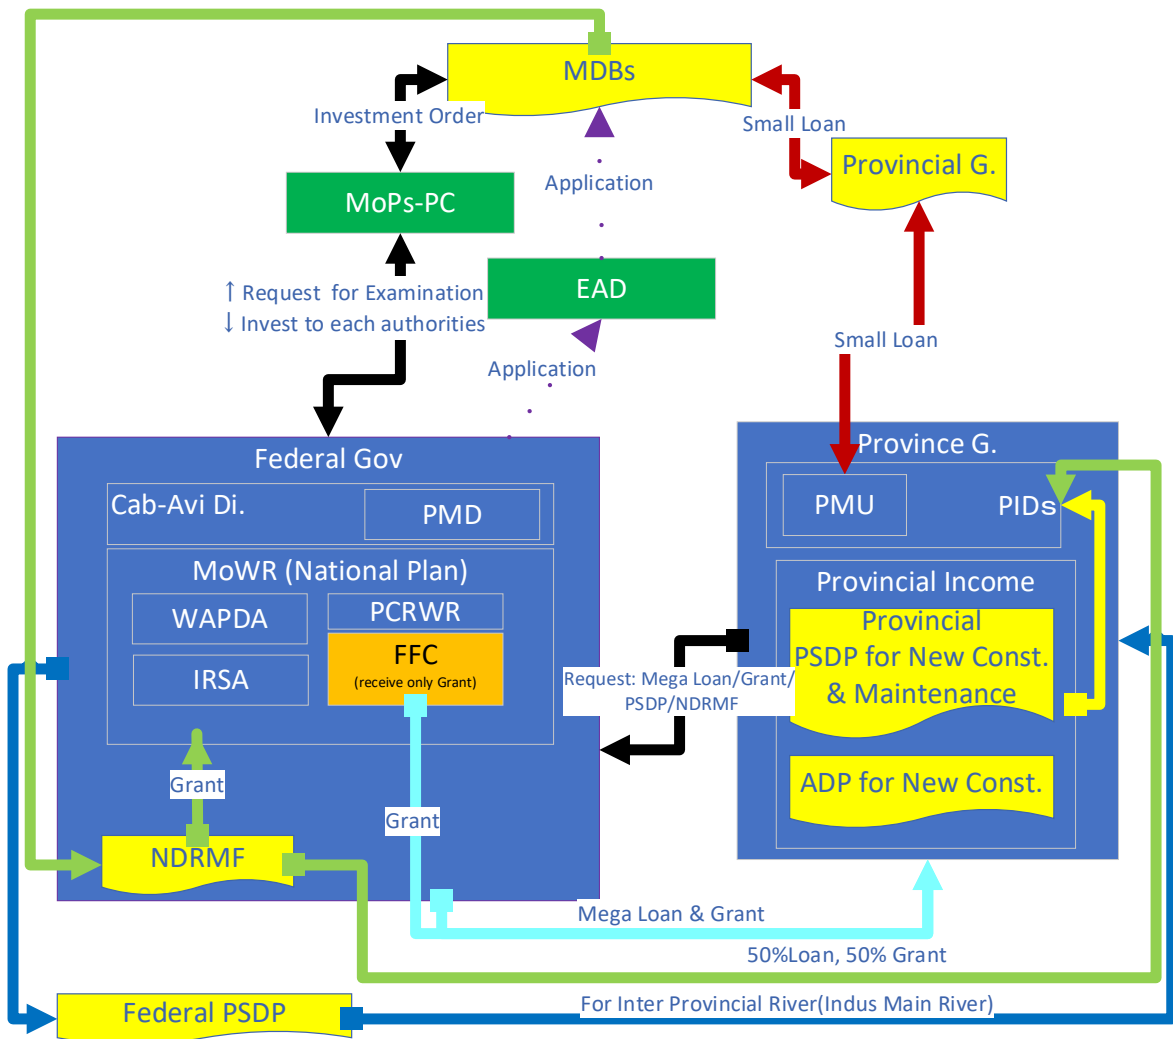 MDBs
Investment Order
Small Loan
Provincial G.
MoPs-PC
Application
EAD
↑ Request for Examination
↓ Invest to each authorities
Small Loan
Application
Federal Gov
Cab-Avi Di.
PMD
MoWR (National Plan)
WAPDA
PCRWR
IRSA
FFC
(receive only Grant)
Grant
Grant
NDRMF
Request: Mega Loan/Grant/
PSDP/NDRMF
Province G.
PMU
PIDs
Provincial Income
Provincial
PSDP for New Const.
& Maintenance
ADP for New Const.
Mega Loan & Grant
50%Loan, 50% Grant
Federal PSDP
For Inter Provincial River(Indus Main River)